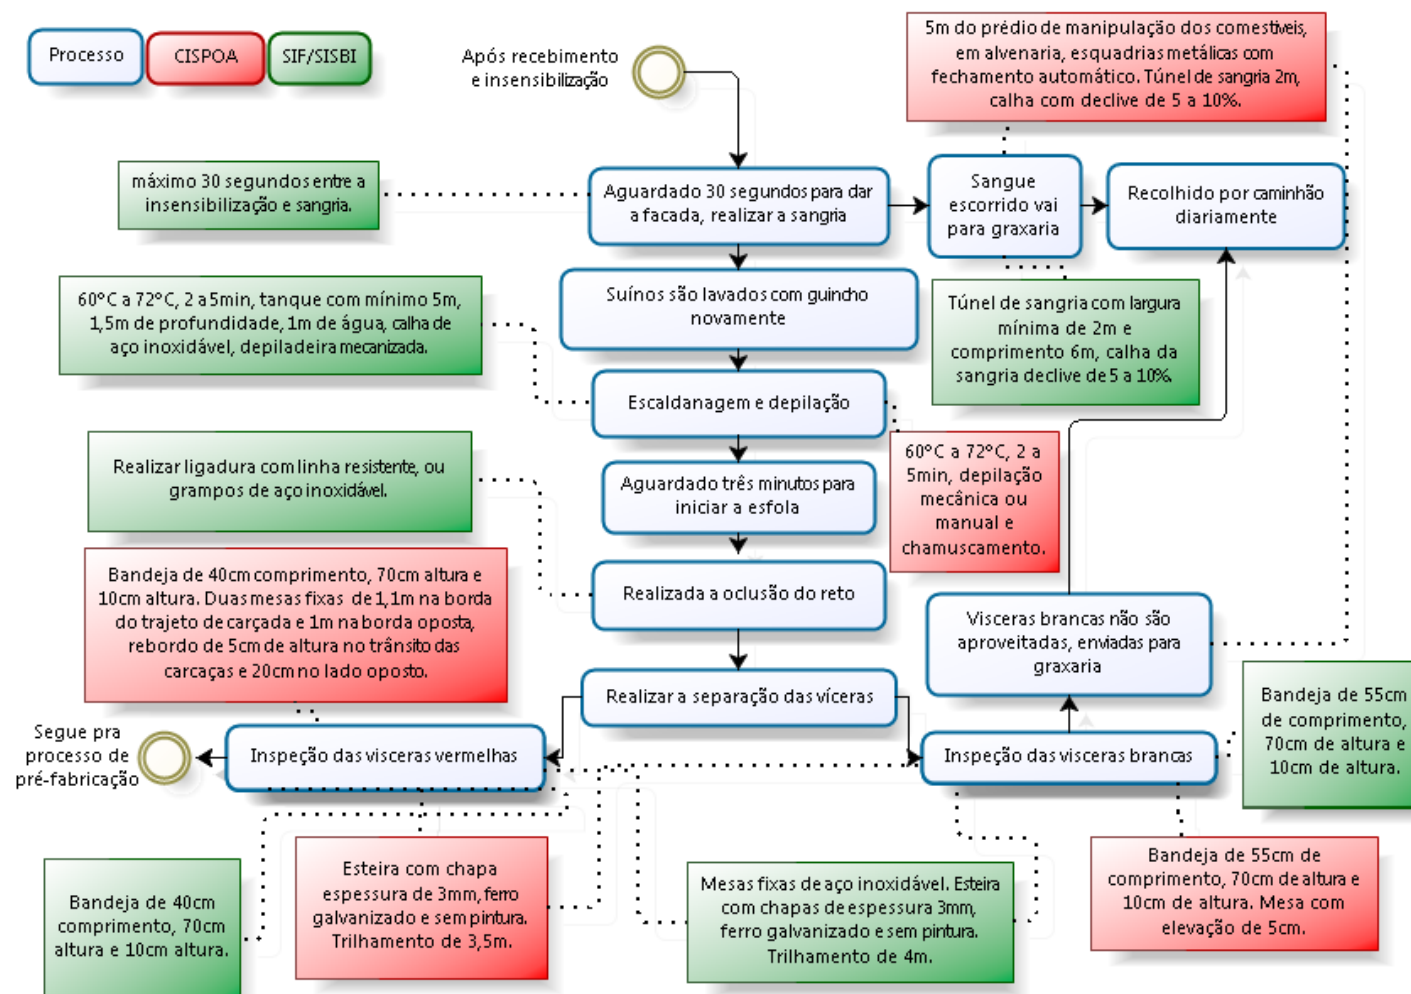 Processo
CISPOA
SIF/SISBI
Após recebimento
e insensibilização
5m do prédio de manipulação dos comestíveis,
em alvenaria, esquadrias metálicas com
fechamento automático. Túnel de sangria 2m,
calha com declive de 5 a 10%.
máximo 30 segundos entre a
insensibilização e sangria.
Aguardado 30 segundos para dar
a facada, realizar a sangria
Sangue
escorrido vai
para graxaria
Recolhido por caminhão
diariamente
60°C a 72°C, 2 a 5min, tanque com mínimo 5m,
1,5m de profundidade, 1m de água, calha de
aço inoxidável, depiladeira mecanizada.
Suínos são lavados com guincho
novamente
Túnel de sangria com largura
mínima de 2m e
comprimento 6m, calha da
sangria declive de 5 a 10%.
Escaldanagem e depilação
Realizar ligadura com linha resistente, ou
grampos de aço inoxidável.
Aguardado três minutos para
iniciar a esfola
60°C a 72°C, 2 a
5min, depilação
mecânica ou
manual e
chamuscamento.
Bandeja de 40cm comprimento, 70cm altura e
10cm altura. Duas mesas fixas de 1,1m na borda
do trajeto de carçada e 1m na borda oposta,
rebordo de 5cm de altura no trânsito das
carcaças e 20cm no lado oposto.
Realizada a oclusão do reto
Visceras brancas não são
aproveitadas, enviadas para
graxaria
Realizar a separação das víceras
Bandeja de 55cm
de comprimento,
70cm de altura e
10cm de altura.
Segue pra
processo de
pré-fabricação
Inspeção das visceras vermelhas
Inspeção das visceras brancas
Bandeja de 40cm
comprimento, 70cm
altura e 10cm altura.
Esteira com chapa
espessura de 3mm, ferro
galvanizado e sem pintura.
Trilhamento de 3,5m.
Mesas fixas de aço inoxidável. Esteira
com chapas de espessura 3mm,
ferro galvanizado e sem pintura.
Trilhamento de 4m.
Bandeja de 55cm de
comprimento, 70cm de altura e
10cm de altura. Mesa com
elevação de 5cm.